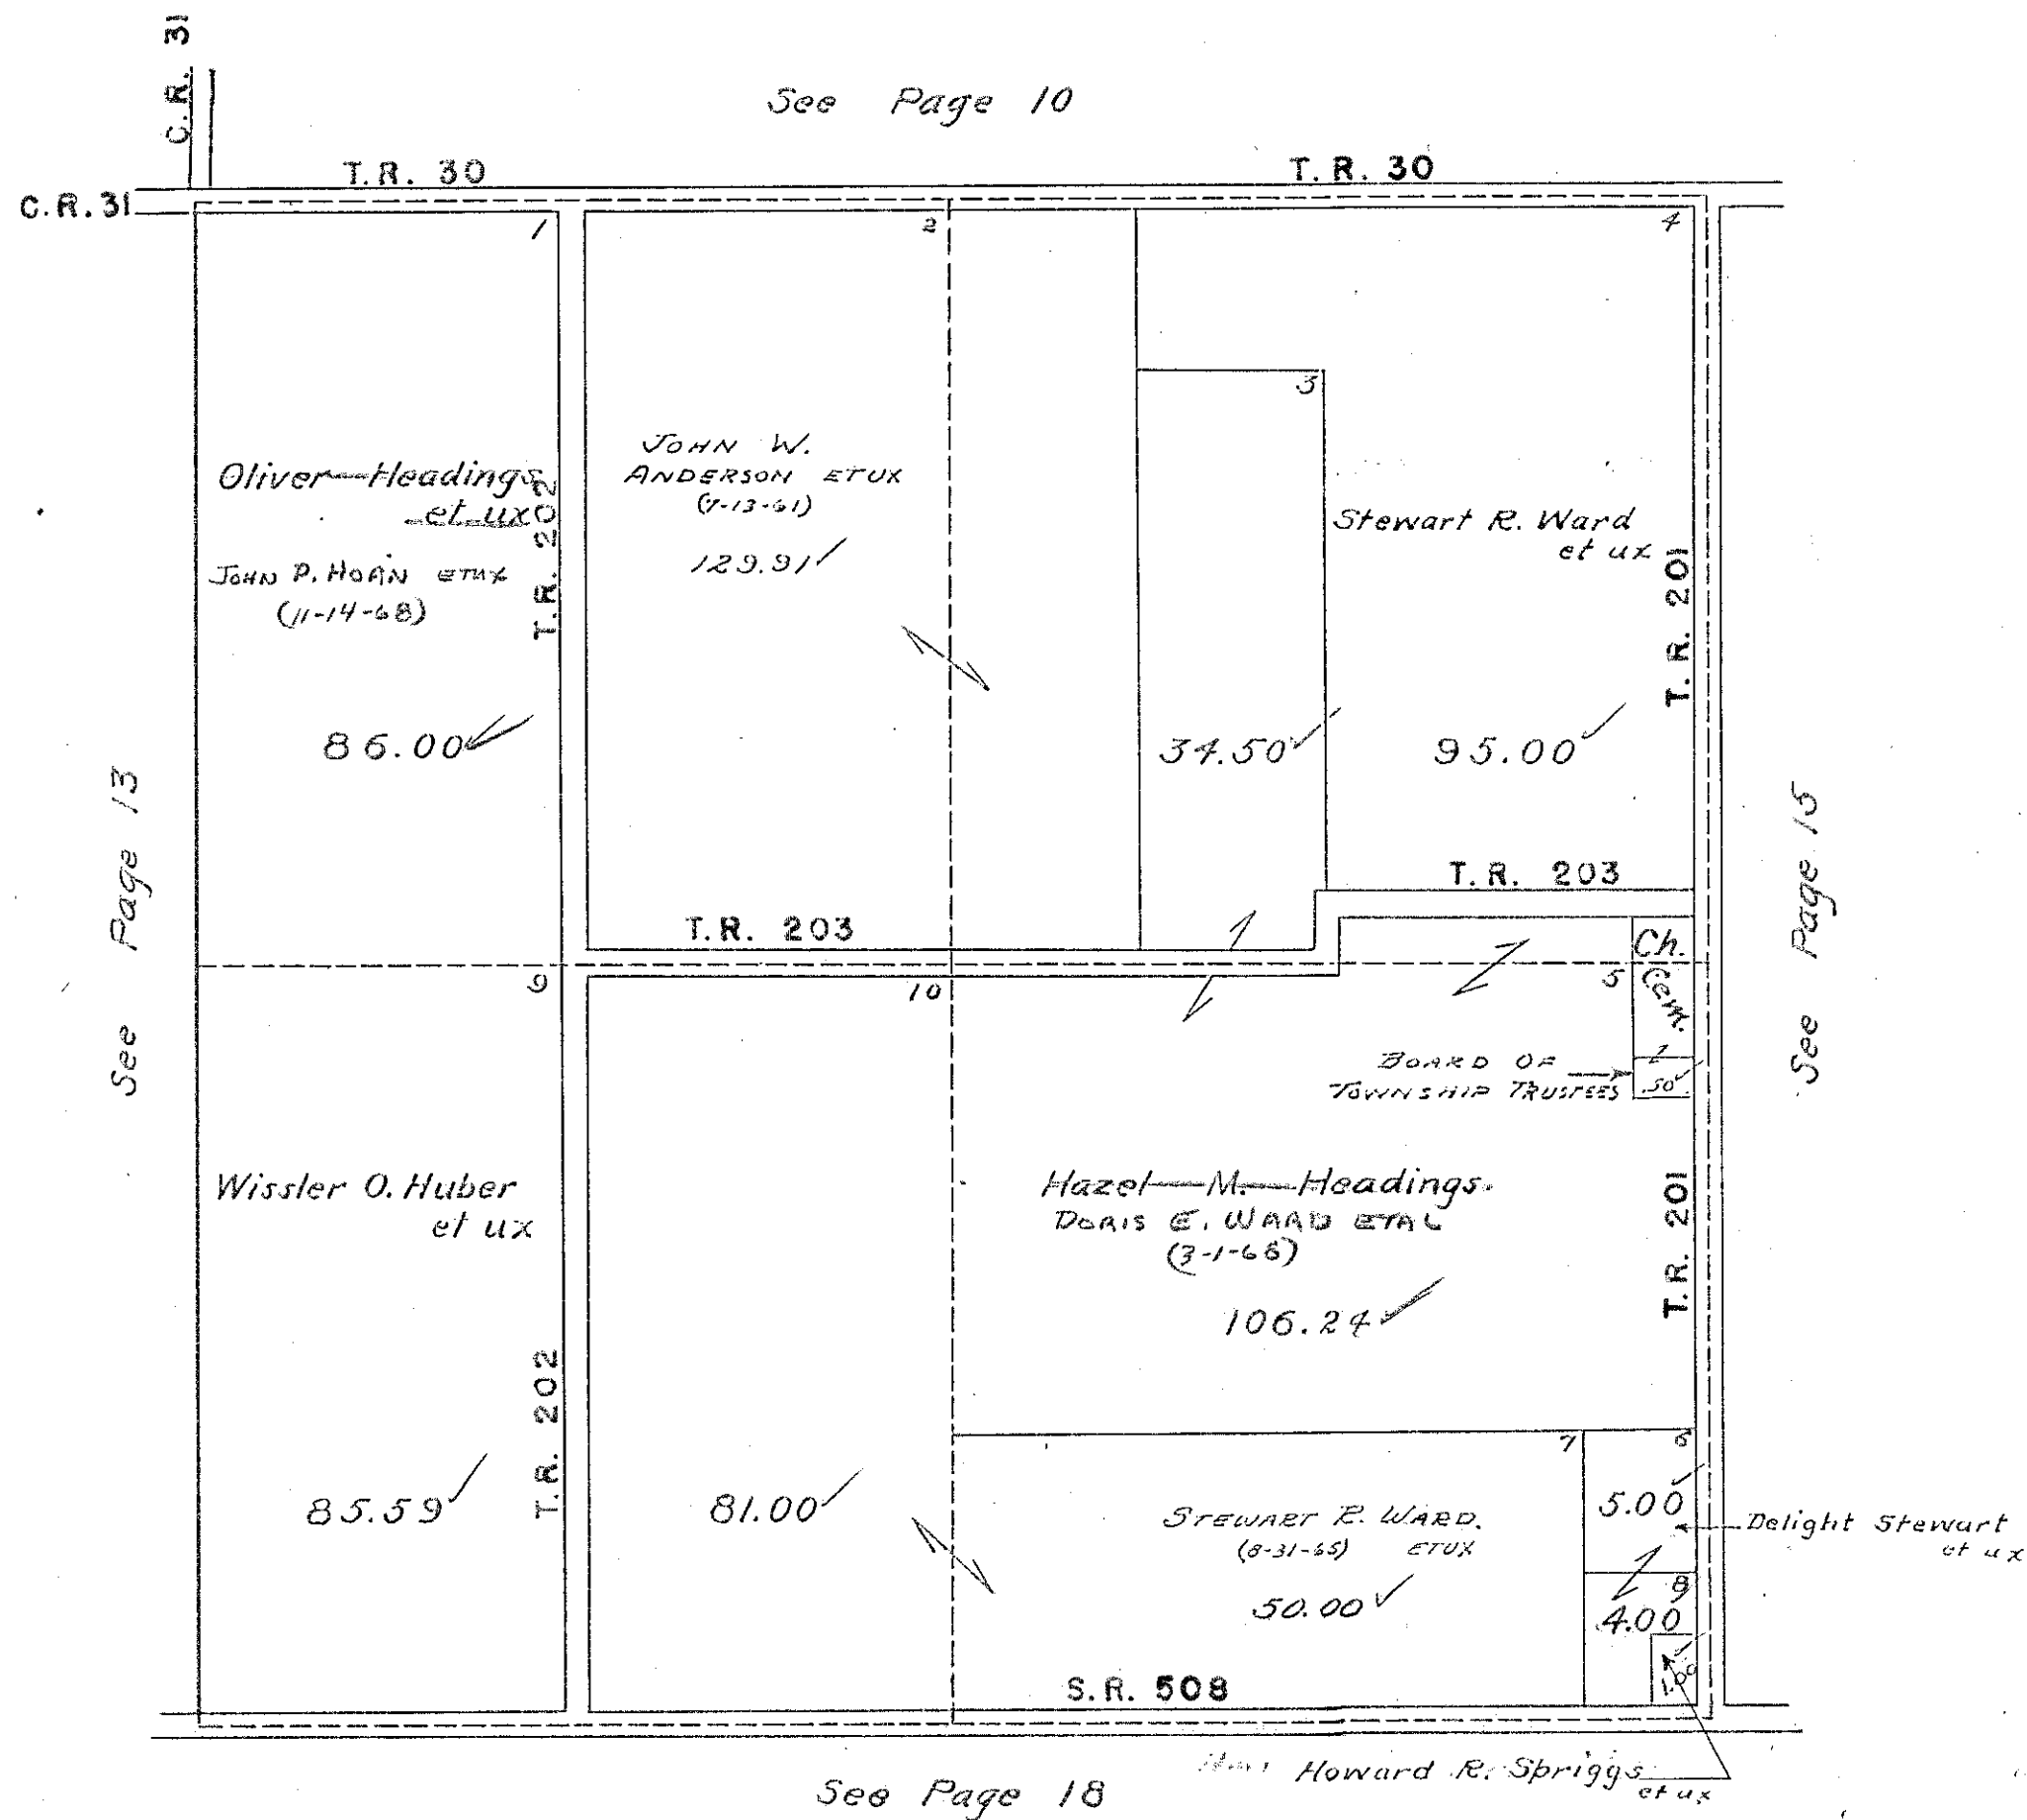 C.R. 31
See Page 10
T.R. 30
T.R. 30
C.R. 31
1
2
4
3
Oliver Headings
et ux
JOHN P. HORN ETUX
(11-14-68)
86.00
T.R. 202
JOHN W.
ANDERSON ETUX
(9-13-61)
129.91
34.50
Stewart R. Ward
et ux
95.00
T.R. 201
See Page 13
See Page 15
T.R. 203
T.R. 203
Ch.
Cem.
9
10
5
BOARD OF
TOWNSHIP TRUSTEES
.50
Wissler O. Huber
et ux
85.59
T.R. 202
Hazel M. Headings
DORIS E. WARD ETAL
(3-1-68)
106.24
T.R. 201
81.00
7
6
STEWART R. WARD
(8-31-65) ETUX
50.00
5.00
Delight Stewart
et ux
8
4.00
1.00
S.R. 508
Howard R. Spriggs
et ux
See Page 18